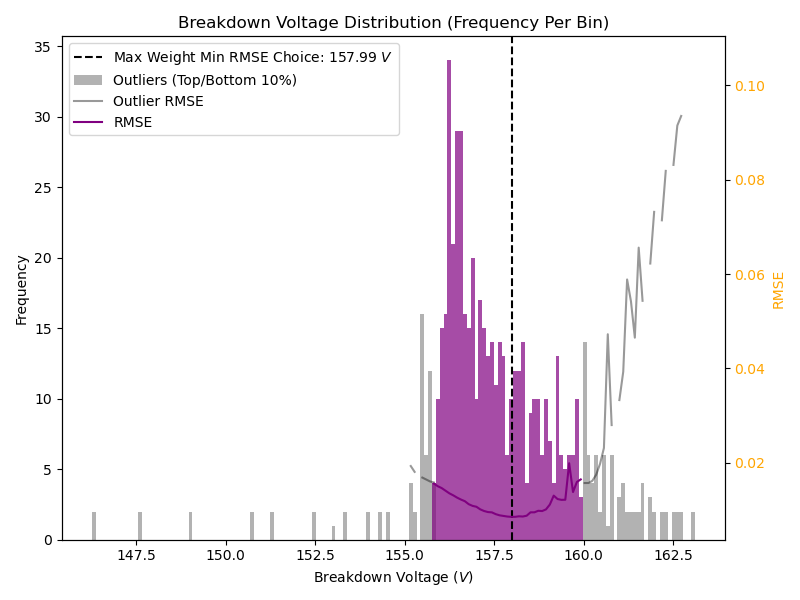 Breakdown Voltage Distribution (Frequency Per Bin)
Max Weight Min RMSE Choice: 157.99 V
Outliers (Top/Bottom 10%)
Outlier RMSE
RMSE
Frequency
35
30
25
20
15
10
5
0
0.10
0.08
0.06
0.04
0.02
RMSE
147.5 150.0 152.5 155.0 157.5 160.0 162.5
Breakdown Voltage (V)